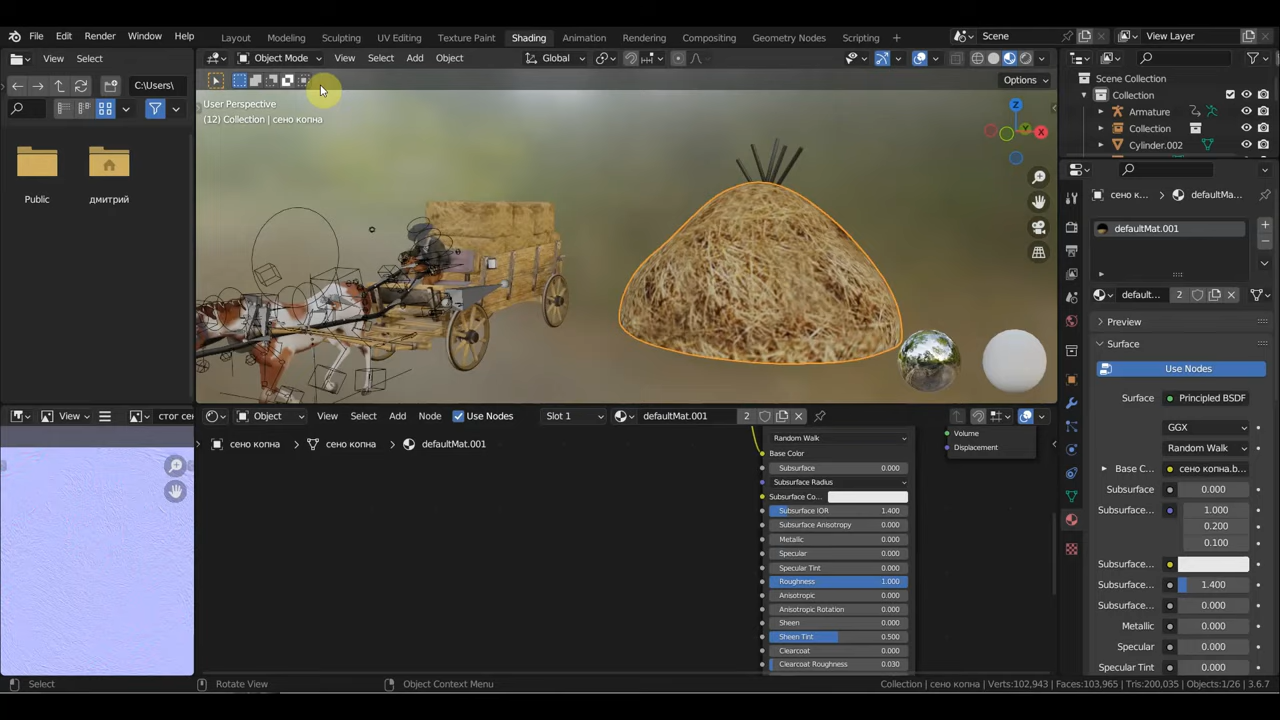 File Edit Render Window Help Layout Modeling Sculpting UV Editing Texture Paint Shading Animation Rendering Compositing Geometry Nodes Scripting Scene View Layer
View Select Object Mode View Select Add Object Global
C:\Users\ Options
User Perspective
(12) Collection | сено копна
Z
Y
X
Public дмитрий
Scene Collection
Collection
Armature
Collection
Cylinder.002
сено к... defaultMa...
defaultMat.001
default... 2
Preview
Surface
Use Nodes
Surface Principled BSDF
GGX
Random Walk
Base C... сено копна.b...
Subsurface 0.000
Subsurface... 1.000
0.200
0.100
Subsurface...
Subsurface... 1.400
Subsurface... 0.000
Metallic 0.000
Specular 0.000
Specular Tint 0.000
View стог сен
Object View Select Add Node Use Nodes Slot 1 defaultMat.001 2
сено копна сено копна defaultMat.001
Volume
Displacement
Random Walk
Base Color
Subsurface 0.000
Subsurface Radius
Subsurface Co...
Subsurface IOR 1.400
Subsurface Anisotropy 0.000
Metallic 0.000
Specular 0.000
Specular Tint 0.000
Roughness 1.000
Anisotropic 0.000
Anisotropic Rotation 0.000
Sheen 0.000
Sheen Tint 0.500
Clearcoat 0.000
Clearcoat Roughness 0.030
Select Rotate View Object Context Menu Collection | сено копна | Verts:102,943 | Faces:103,965 | Tris:200,035 | Objects:1/26 | 3.6.7